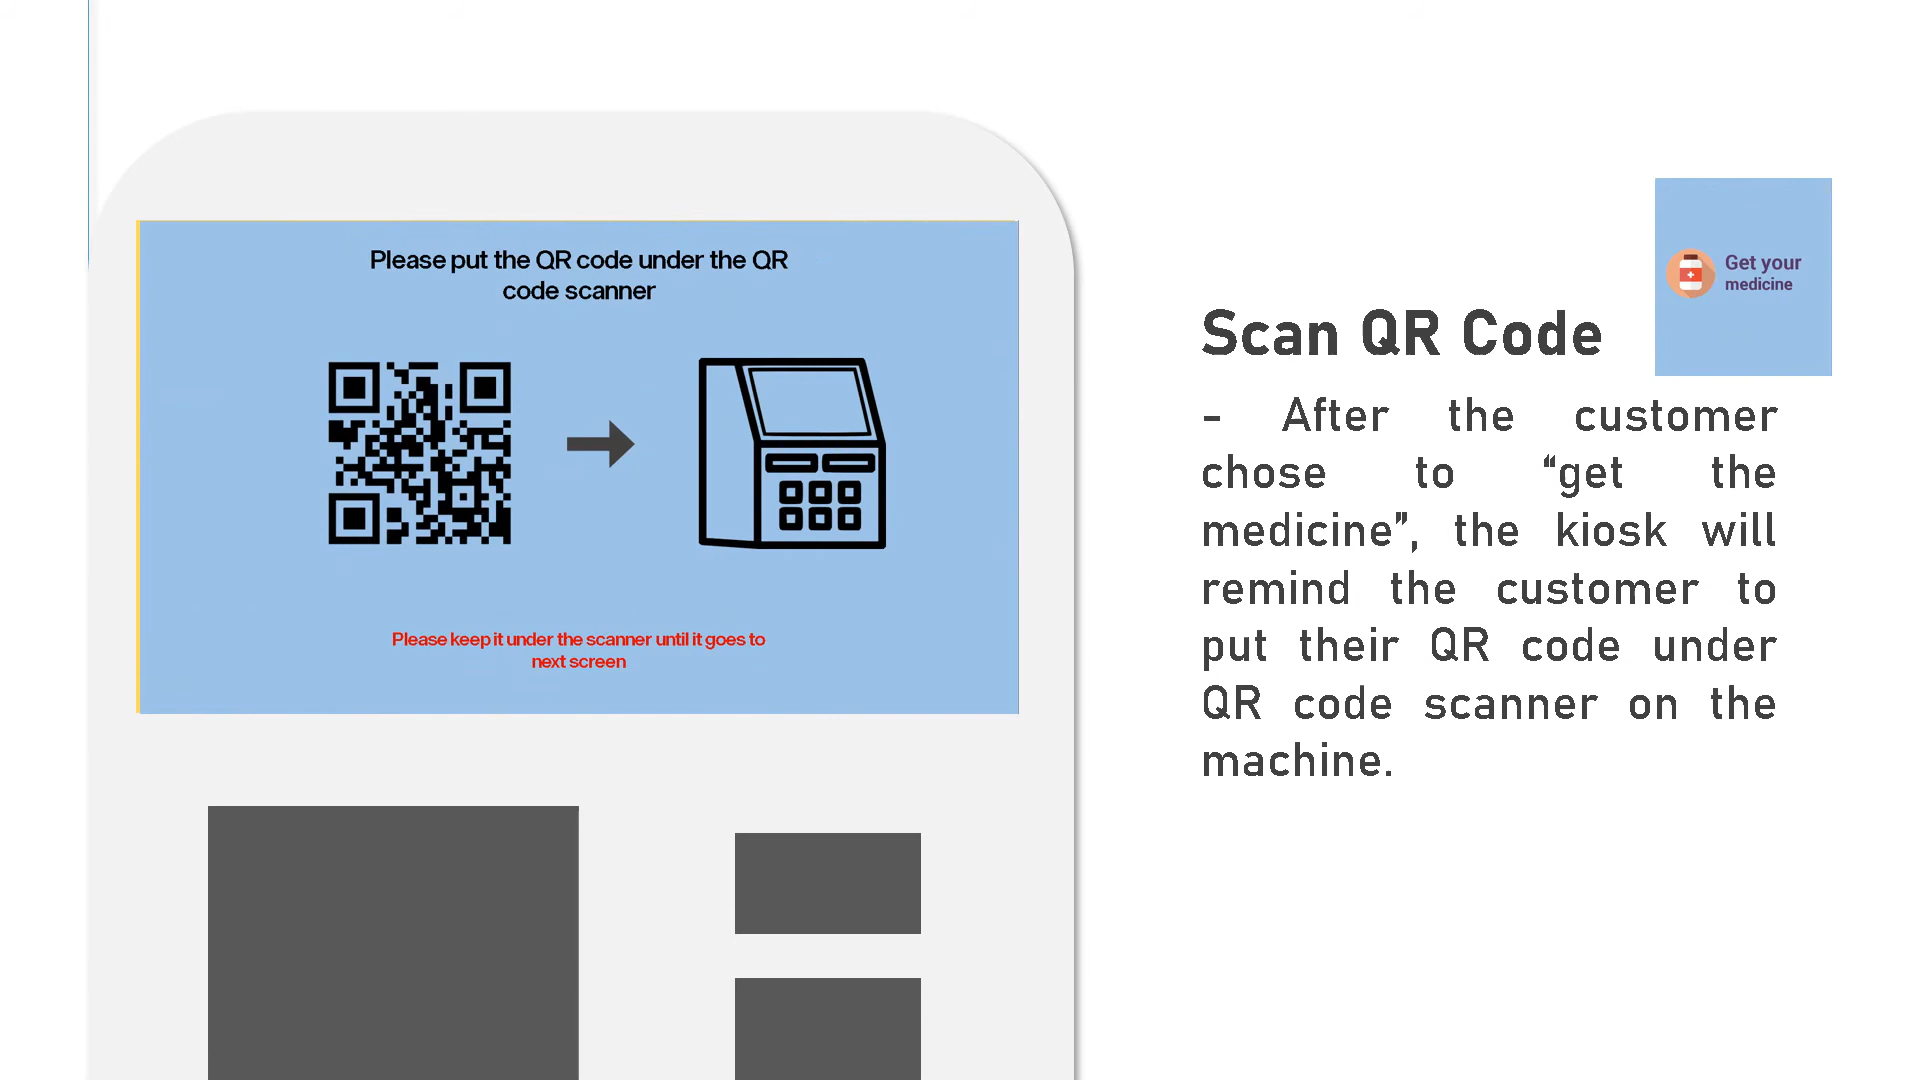 Please put the QR code under the QR
code scanner
Please keep it under the scanner until it goes to
next screen
Get your
medicine
Scan QR Code
- After the customer
chose to “get the
medicine”, the kiosk will
remind the customer to
put their QR code under
QR code scanner on the
machine.